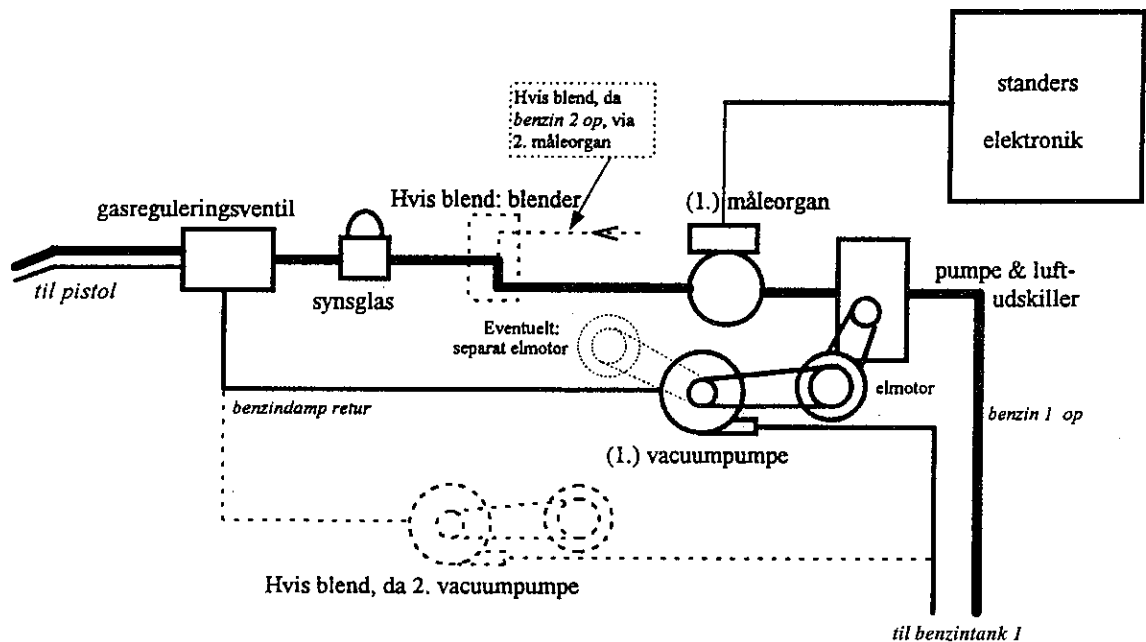 standers
elektronik
Hvis blend, da
benzin 2 op, via
2. måleorgan
Hvis blend: blender
(1.) måleorgan
gasreguleringsventil
pumpe & luft-
udskiller
til pistol
synsglas
Eventuelt:
separat elmotor
elmotor
benzindamp retur
benzin 1 op
(1.) vacuumpumpe
Hvis blend, da 2. vacuumpumpe
til benzintank 1